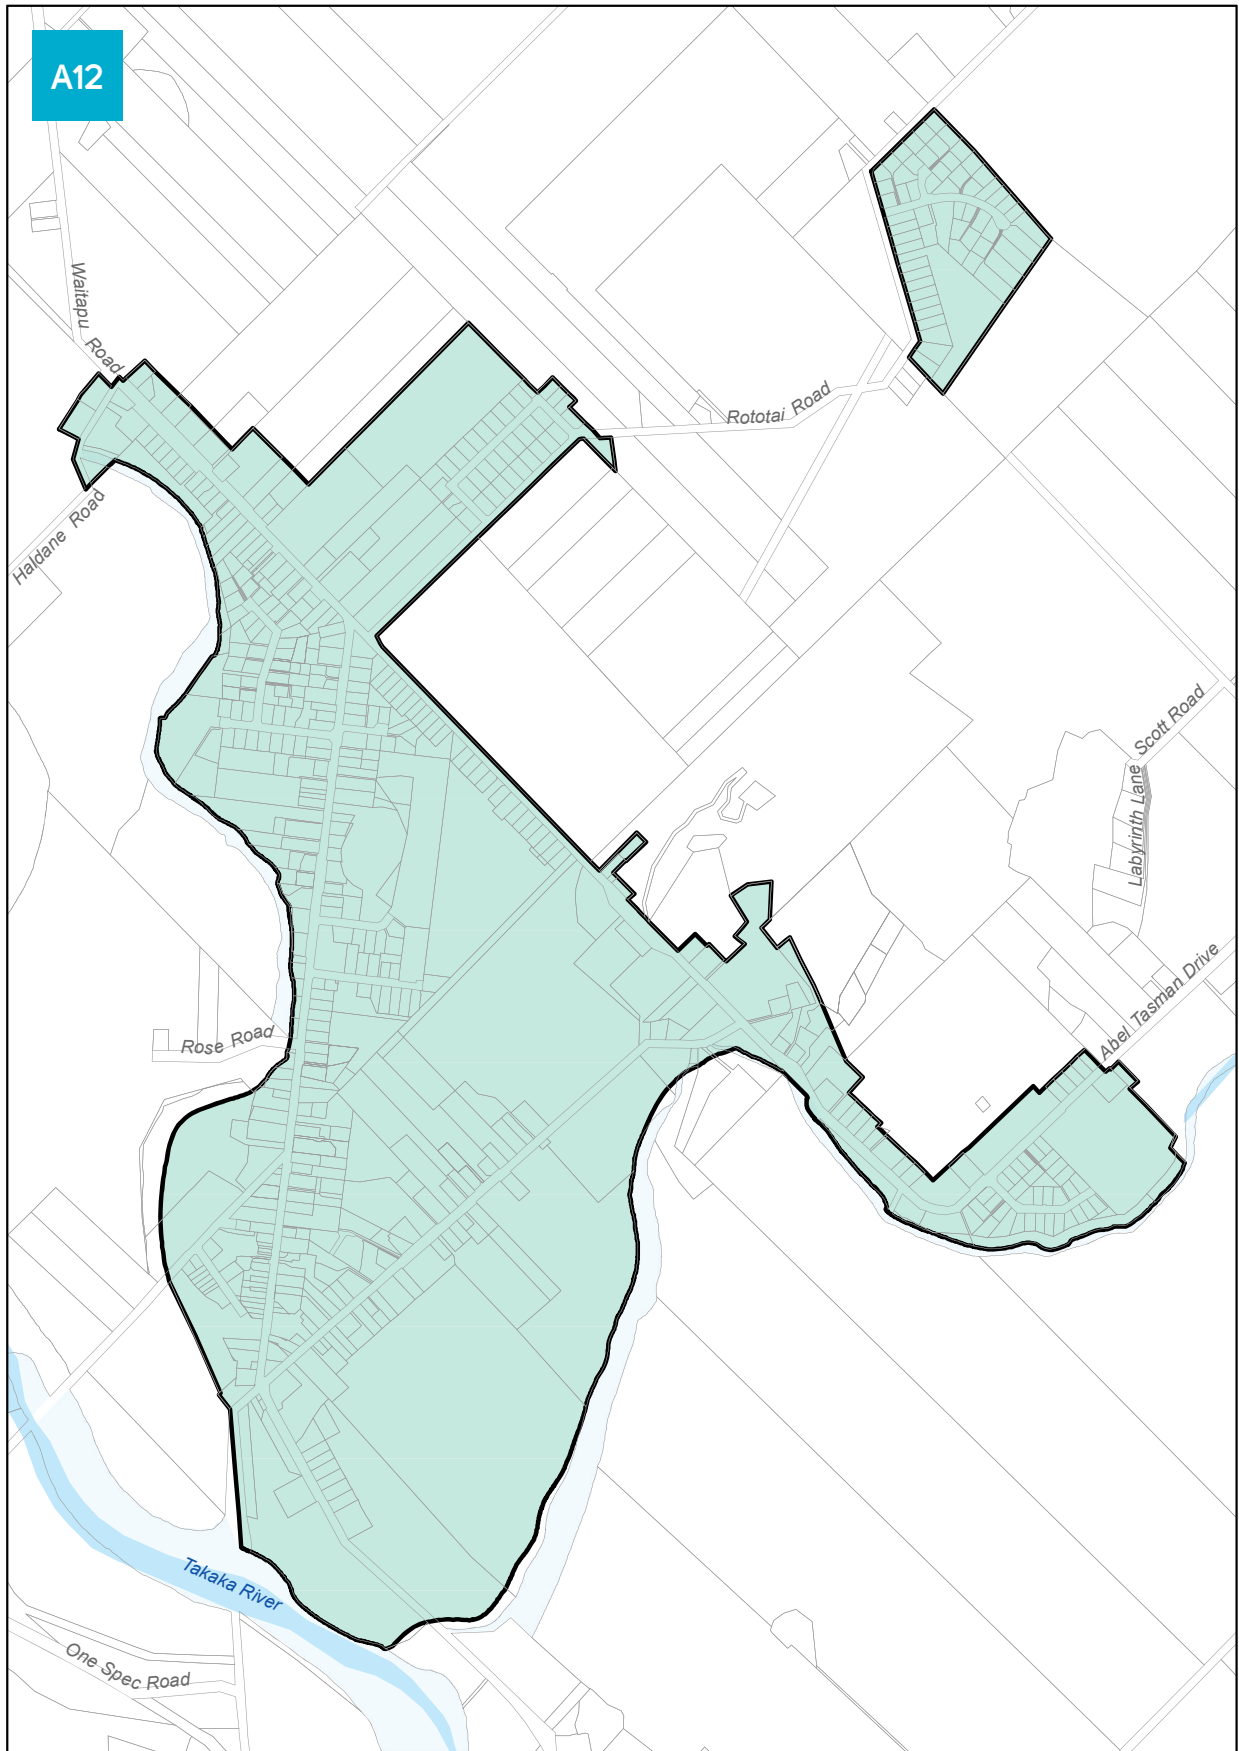 A12
Waitapu Road
Rototai Road
Haldane Road
Scott Road
Labyrinth Lane
Abel Tasman Drive
Rose Road
Takaka River
One Spec Road